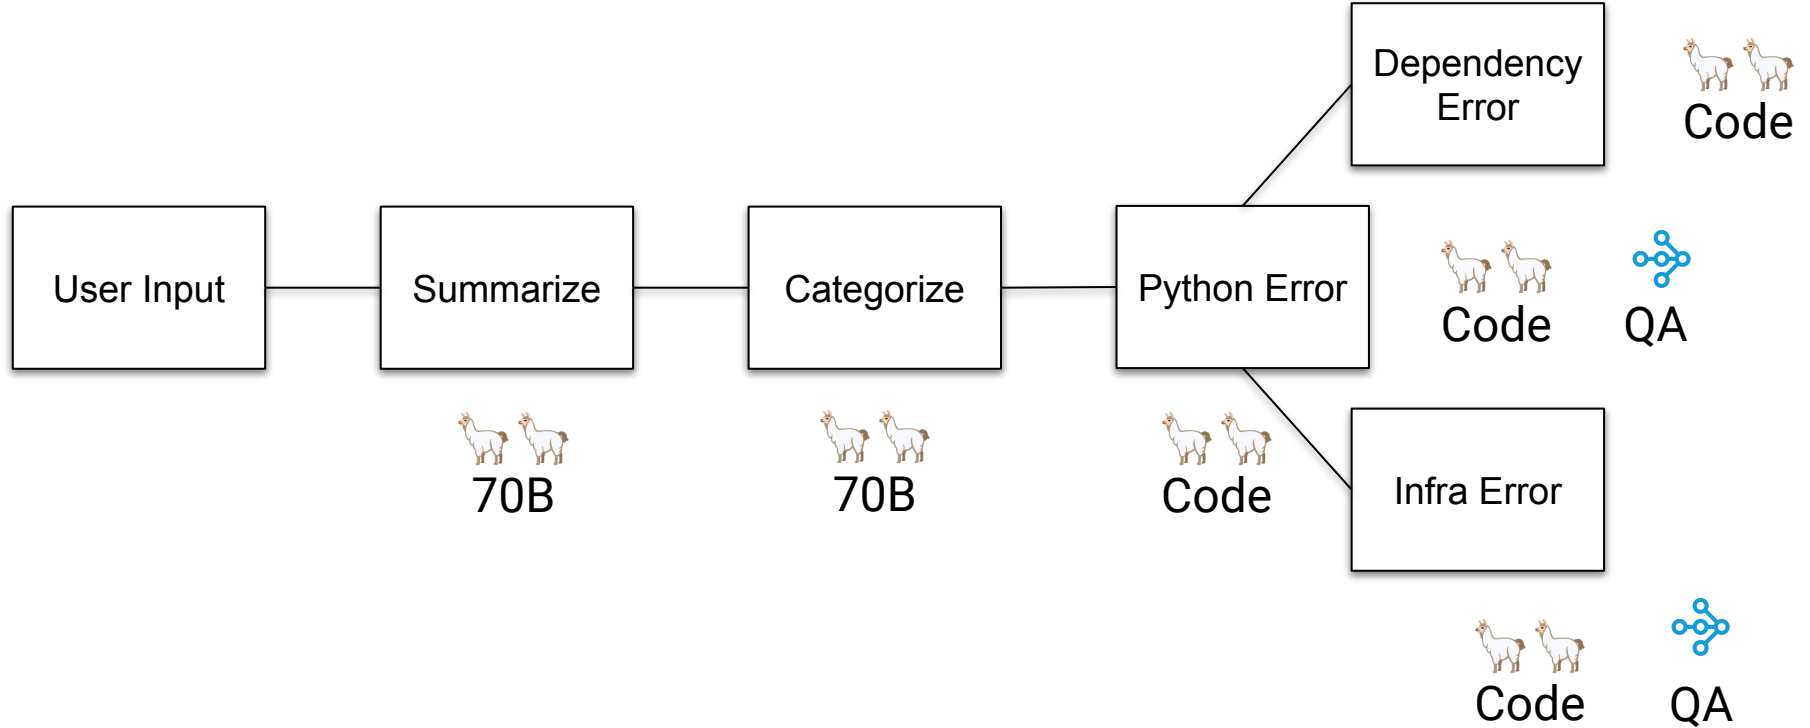 Dependency
Error
Code
User Input
Summarize
Categorize
Python Error
Code
QA
70B
70B
Code
Infra Error
Code
QA